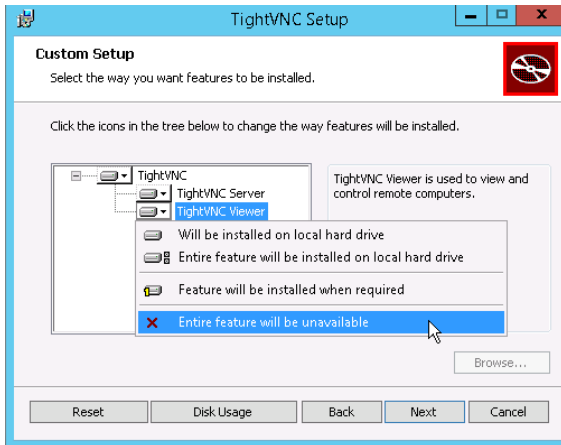 TightVNC Setup
Custom Setup
Select the way you want features to be installed.
Click the icons in the tree below to change the way features will be installed.
TightVNC
TightVNC Server
TightVNC Viewer
TightVNC Viewer is used to view and
control remote computers.
Will be installed on local hard drive
Entire feature will be installed on local hard drive
Feature will be installed when required
Entire feature will be unavailable
Browse...
Reset
Disk Usage
Back
Next
Cancel